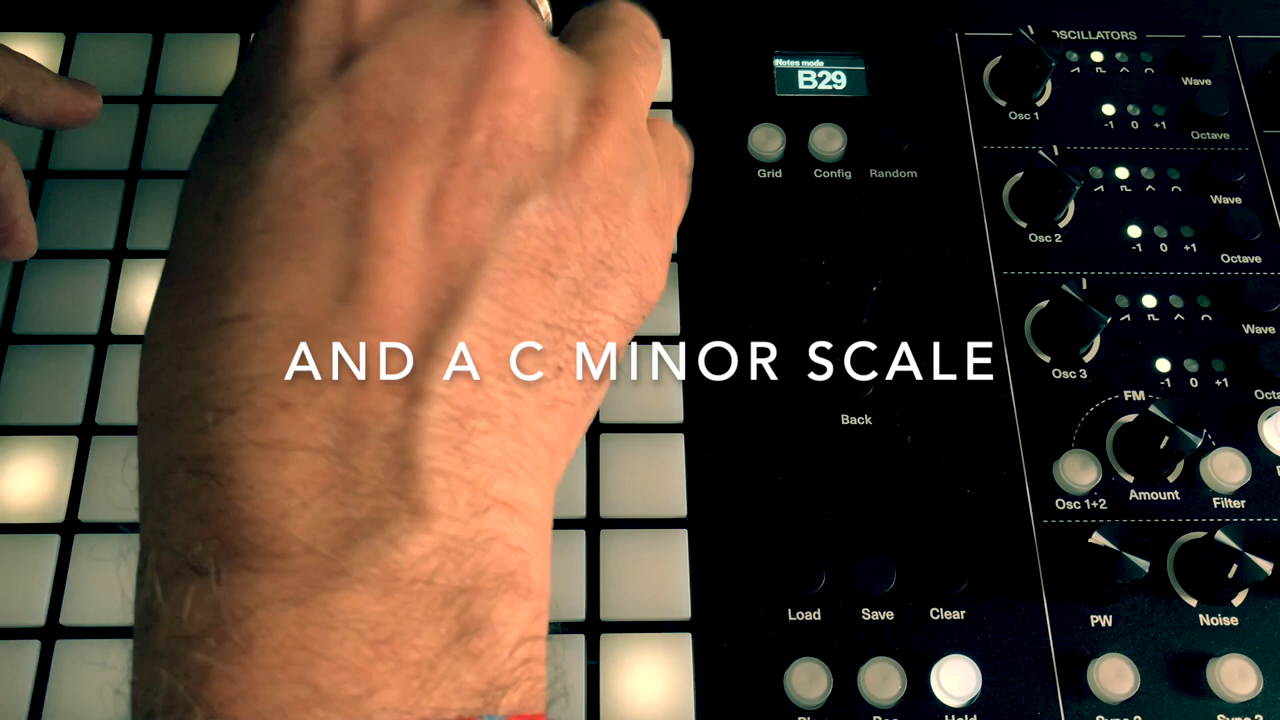 OSCILLATORS
Notes mode
B29
Wave
Osc 1
-1 0 +1
Octave
Grid
Config
Random
Wave
Osc 2
-1 0 +1
Octave
Wave
AND A C MINOR SCALE
Osc 3
-1 0 +1
FM
Back
Amount
Osc 1+2
Filter
Load
Save
Clear
PW
Noise
Hold